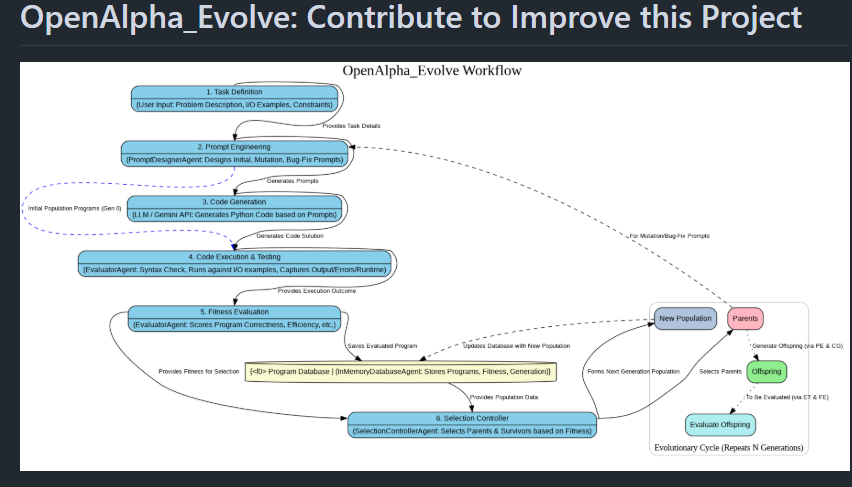 OpenAlpha_Evolve: Contribute to Improve this Project
OpenAlpha_Evolve Workflow
1. Task Definition
(User Input: Problem Description, I/O Examples, Constraints)
Provides Task Details
2. Prompt Engineering
(PromptDesignerAgent: Designs Initial, Mutation, Bug-Fix Prompts)
Generates Prompts
3. Code Generation
(LLM / Gemini API: Generates Python Code based on Prompts)
Initial Population Programs (Gen 0)
Generates Code Solution
For Mutation/Bug-Fix Prompts
4. Code Execution & Testing
(EvaluatorAgent: Syntax Check, Runs against I/O examples, Captures Output/Errors/Runtime)
Provides Execution Outcome
5. Fitness Evaluation
(EvaluatorAgent: Scores Program Correctness, Efficiency, etc.)
New Population
Parents
Saves Evaluated Program
Updates Database with New Population
Generate Offspring (via PE & CG)
Provides Fitness for Selection
{<f0> Program Database | (InMemoryDatabaseAgent: Stores Programs, Fitness, Generation)}
Forms Next Generation Population
Selects Parents
Offspring
Provides Population Data
To Be Evaluated (via ET & FE)
6. Selection Controller
(SelectionControllerAgent: Selects Parents & Survivors based on Fitness)
Evaluate Offspring
Evolutionary Cycle (Repeats N Generations)